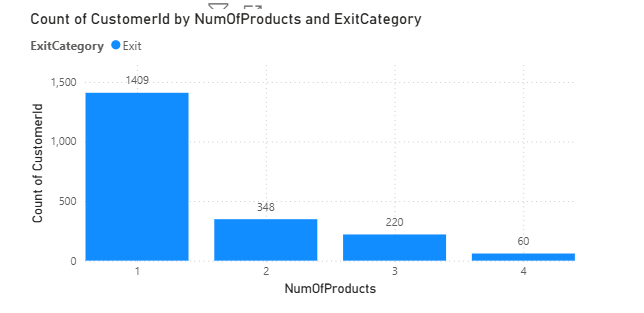 Count of CustomerId by NumOfProducts and ExitCategory
ExitCategory Exit
Count of CustomerId
1,500
1,000
500
0
1409
348
220
60
1 2 3 4
NumOfProducts